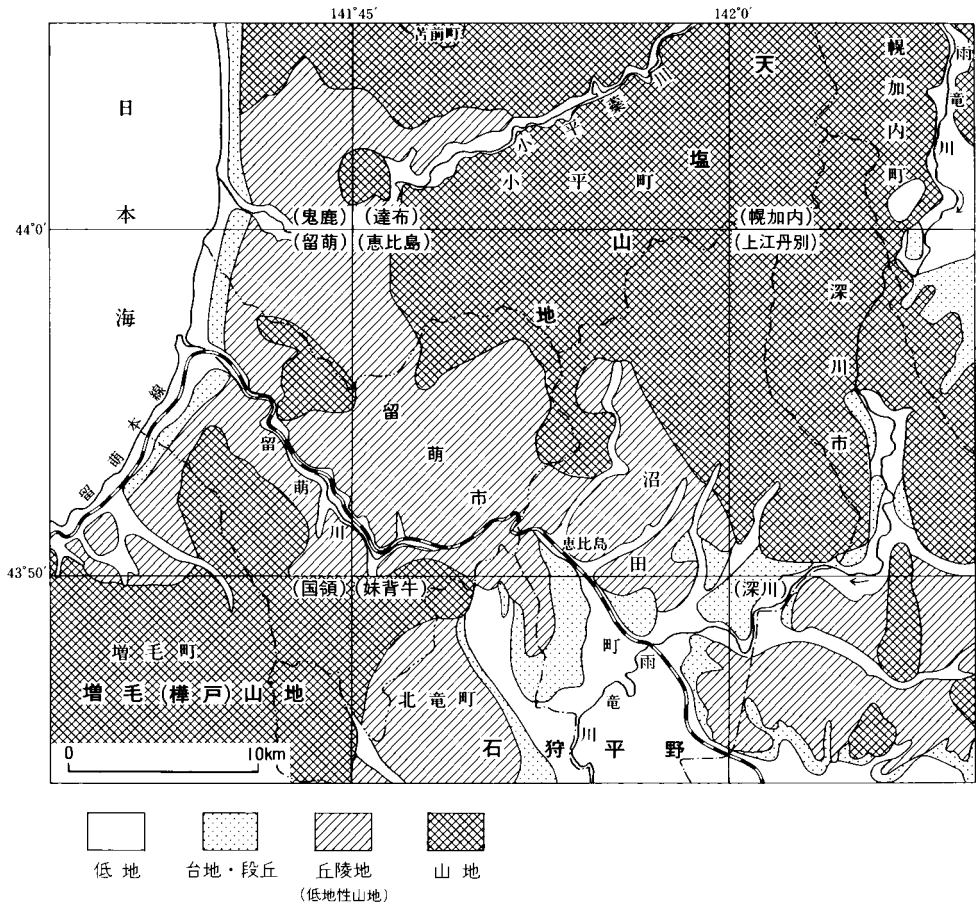 141°45′
142°0′
44°0′
43°50′
苫前町
天塩山地
幌加内町
雨竜川
日本海
小平蘂川
小平町
(鬼鹿)
(達布)
(留萌)
(恵比島)
(幌加内)
(上江丹別)
深川市
留萌本線
留萌川
留萌市
沼田町
恵比島
(国領)
(妹背牛)
(深川)
増毛町
増毛(樺戸)山地
北竜町
雨竜川
石狩平野
0 10km
低地
台地・段丘
丘陵地
(低地性山地)
山地